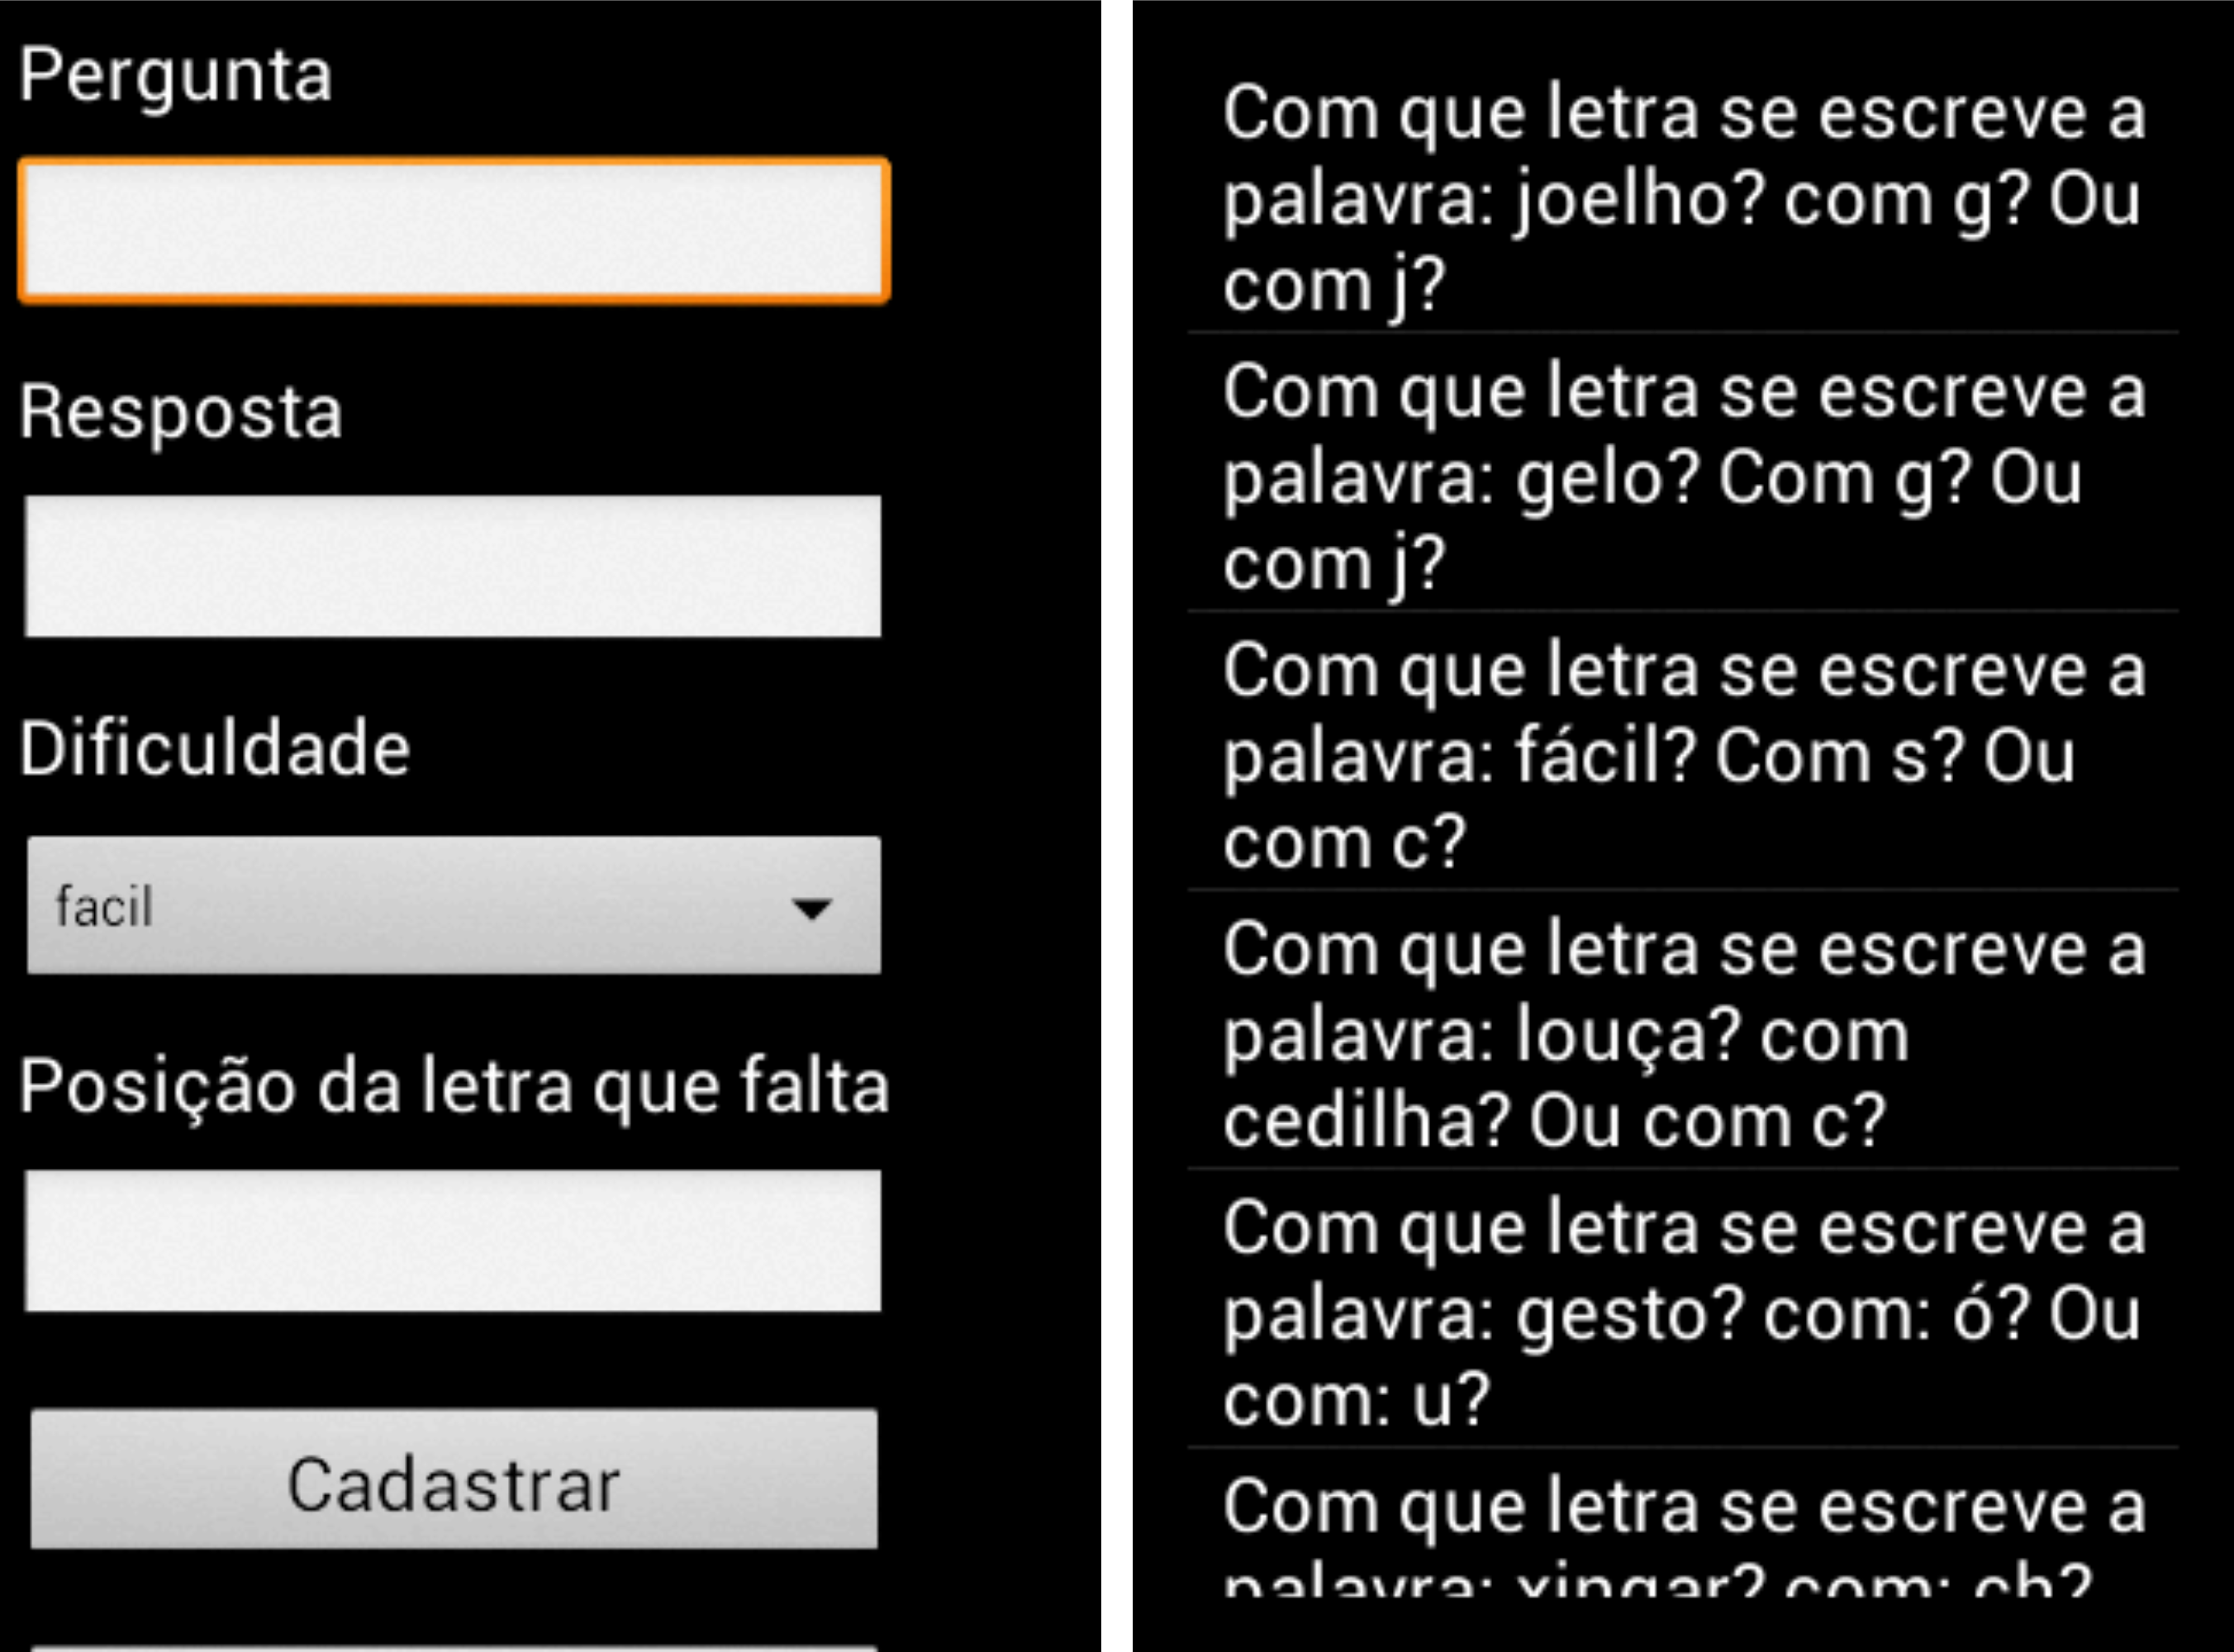 Pergunta
Resposta
Dificuldade
facil
Posição da letra que falta
Cadastrar
Com que letra se escreve a
palavra: joelho? com g? Ou
com j?
Com que letra se escreve a
palavra: gelo? Com g? Ou
com j?
Com que letra se escreve a
palavra: fácil? Com s? Ou
com c?
Com que letra se escreve a
palavra: louça? com
cedilha? Ou com c?
Com que letra se escreve a
palavra: gesto? com: ó? Ou
com: u?
Com que letra se escreve a
palavra: xingar? com: ch?